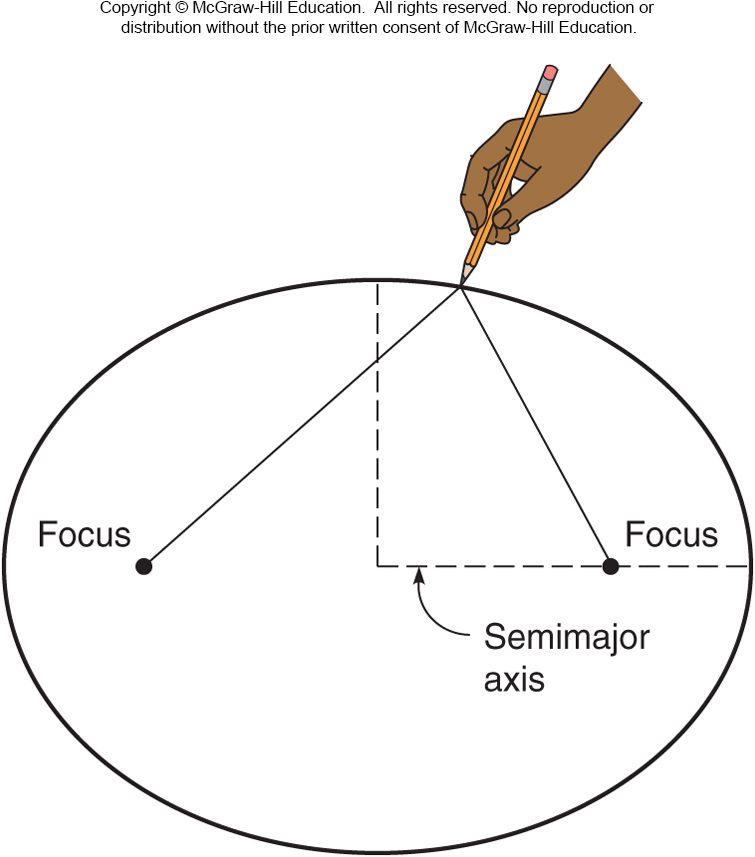 Copyright © McGraw-Hill Education.  All rights reserved. No reproduction or
distribution without the prior written consent of McGraw-Hill Education.
Focus
Focus
Semimajor
axis